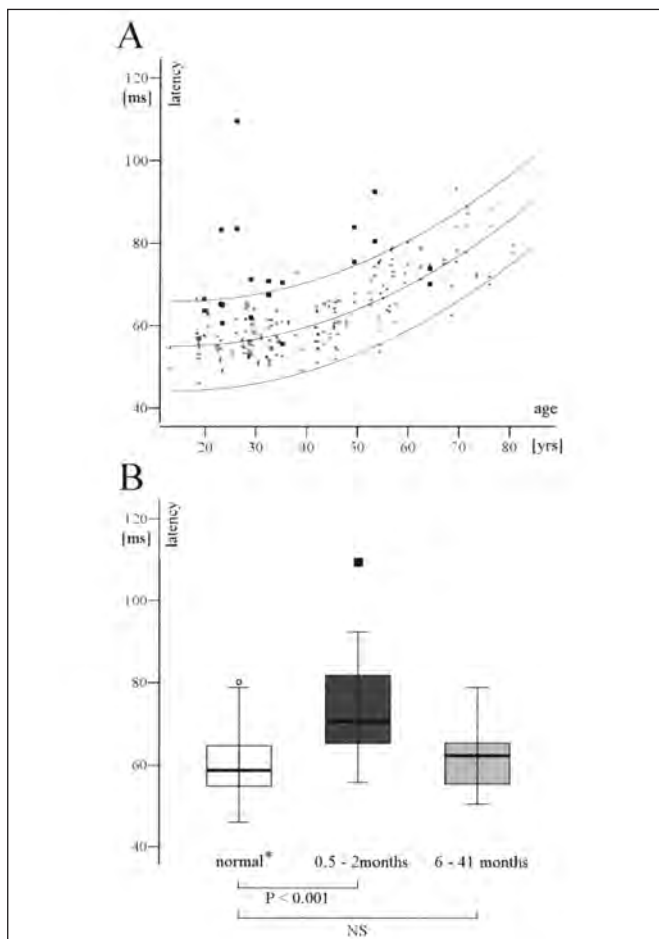 A
120
[ms]
latency
100
80
60
40
age
20 30 40 50 60 70 80 [yrs]
B
120
[ms]
latency
100
80
60
40
normal* 0.5 - 2months 6 - 41 months
P < 0.001
NS